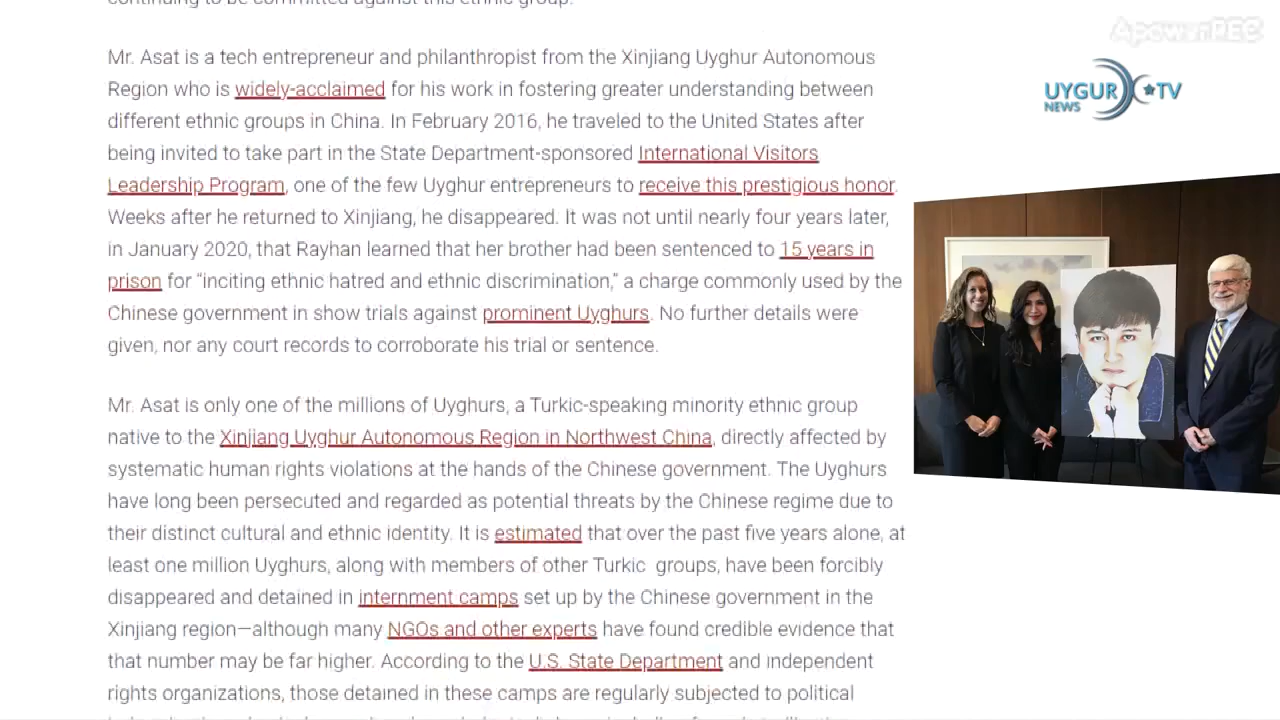 continuing to be committed against this ethnic group.
ApowerREC
UYGUR TV
NEWS
Mr. Asat is a tech entrepreneur and philanthropist from the Xinjiang Uyghur Autonomous
Region who is widely-acclaimed for his work in fostering greater understanding between
different ethnic groups in China. In February 2016, he traveled to the United States after
being invited to take part in the State Department-sponsored International Visitors
Leadership Program, one of the few Uyghur entrepreneurs to receive this prestigious honor.
Weeks after he returned to Xinjiang, he disappeared. It was not until nearly four years later,
in January 2020, that Rayhan learned that her brother had been sentenced to 15 years in
prison for “inciting ethnic hatred and ethnic discrimination,” a charge commonly used by the
Chinese government in show trials against prominent Uyghurs. No further details were
given, nor any court records to corroborate his trial or sentence.
Mr. Asat is only one of the millions of Uyghurs, a Turkic-speaking minority ethnic group
native to the Xinjiang Uyghur Autonomous Region in Northwest China, directly affected by
systematic human rights violations at the hands of the Chinese government. The Uyghurs
have long been persecuted and regarded as potential threats by the Chinese regime due to
their distinct cultural and ethnic identity. It is estimated that over the past five years alone, at
least one million Uyghurs, along with members of other Turkic groups, have been forcibly
disappeared and detained in internment camps set up by the Chinese government in the
Xinjiang region—although many NGOs and other experts have found credible evidence that
that number may be far higher. According to the U.S. State Department and independent
rights organizations, those detained in these camps are regularly subjected to political